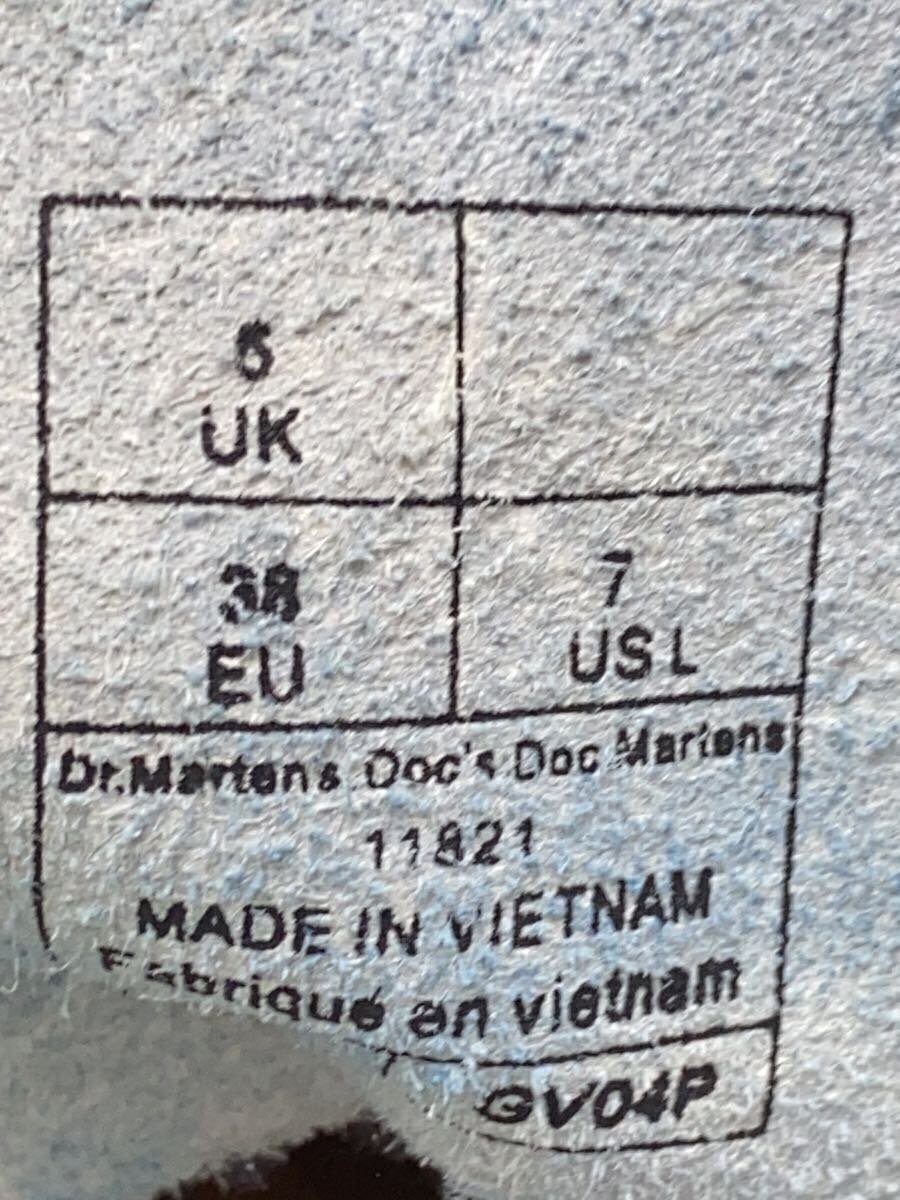 5
UK
38
EU
7
US L
Dr.Martens Doc's Doc Martens
11821
MADE IN VIETNAM
Fabriqué en vietnam
GV04P